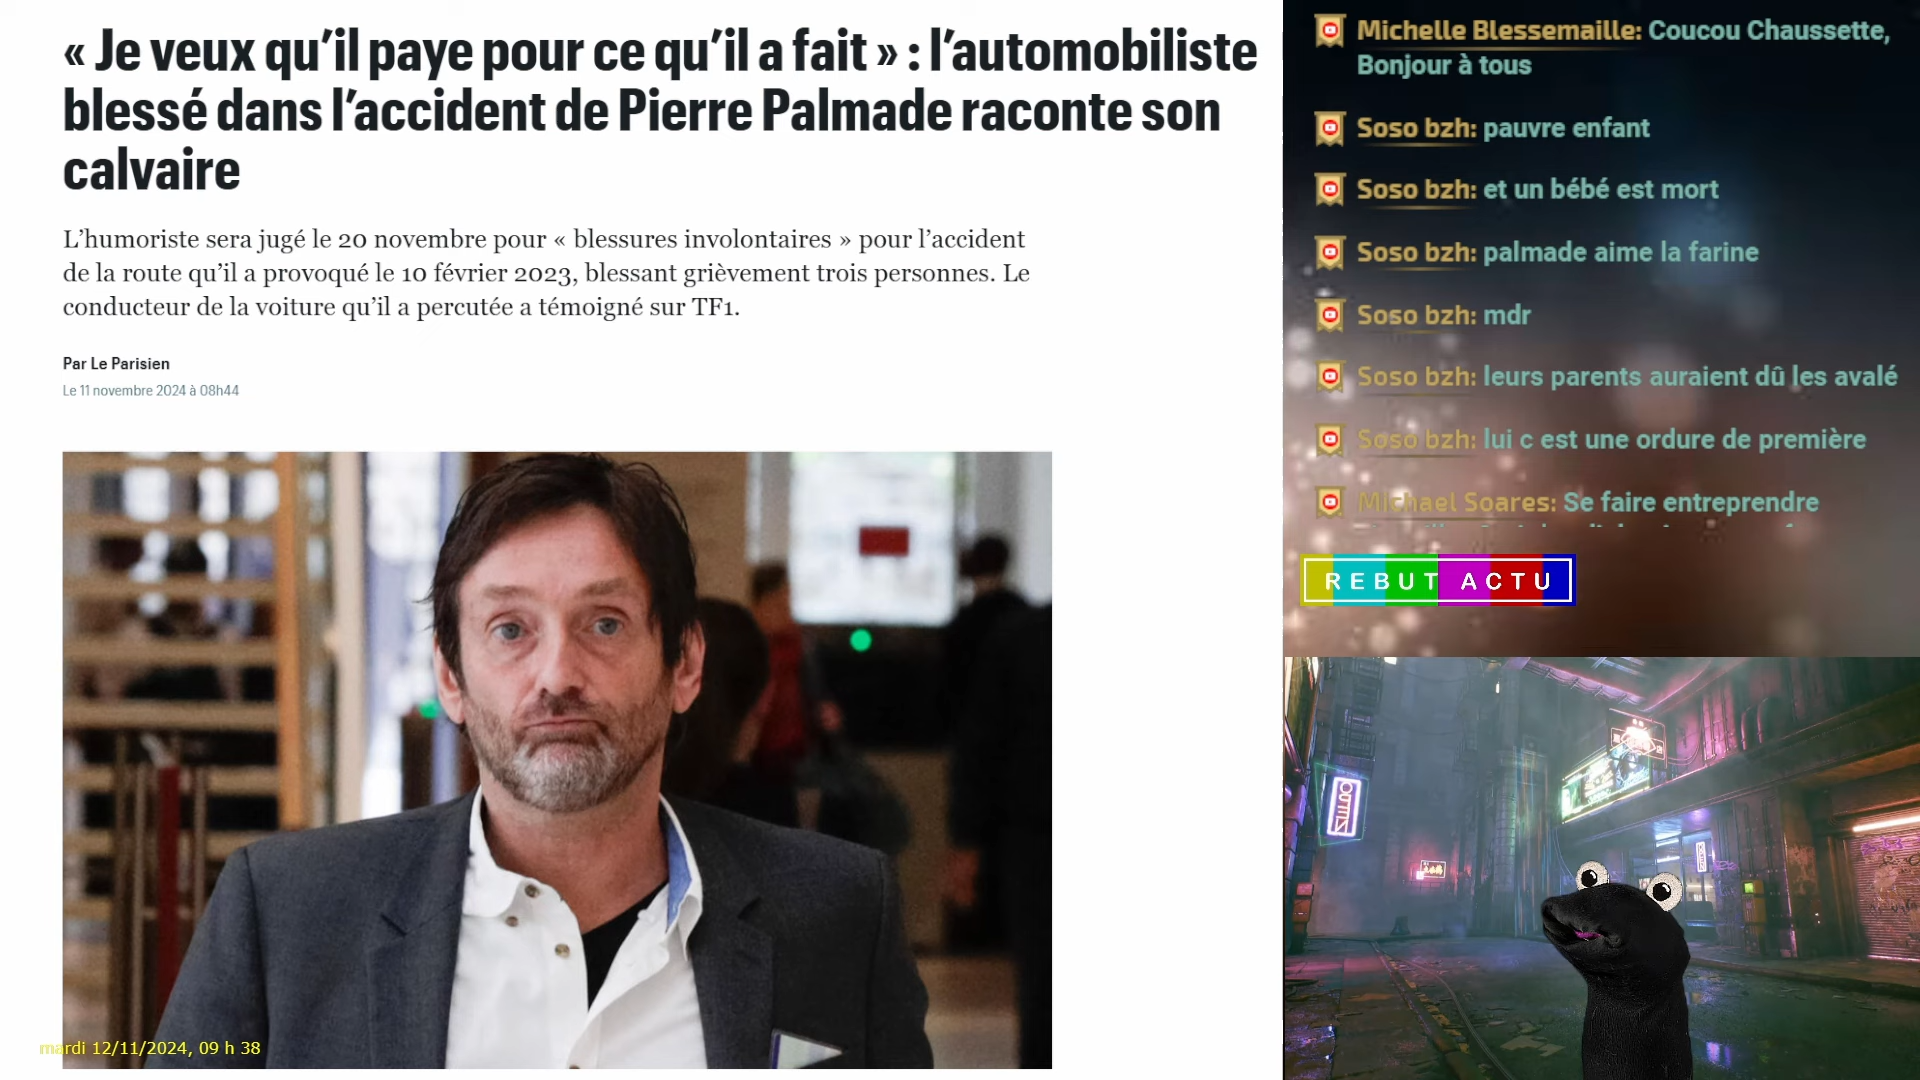 « Je veux qu’il paye pour ce qu’il a fait » : l’automobiliste
blessé dans l’accident de Pierre Palmade raconte son
calvaire
L’humoriste sera jugé le 20 novembre pour « blessures involontaires » pour l’accident
de la route qu’il a provoqué le 10 février 2023, blessant grièvement trois personnes. Le
conducteur de la voiture qu’il a percutée a témoigné sur TF1.
Par Le Parisien
Le 11 novembre 2024 à 08h44
mardi 12/11/2024, 09 h 38
Michelle Blessemaille: Coucou Chaussette,
Bonjour à tous
Soso bzh: pauvre enfant
Soso bzh: et un bébé est mort
Soso bzh: palmade aime la farine
Soso bzh: mdr
Soso bzh: leurs parents auraient dû les avalé
Soso bzh: lui c est une ordure de première
Michael Soares: Se faire entreprendre
REBUT ACTU